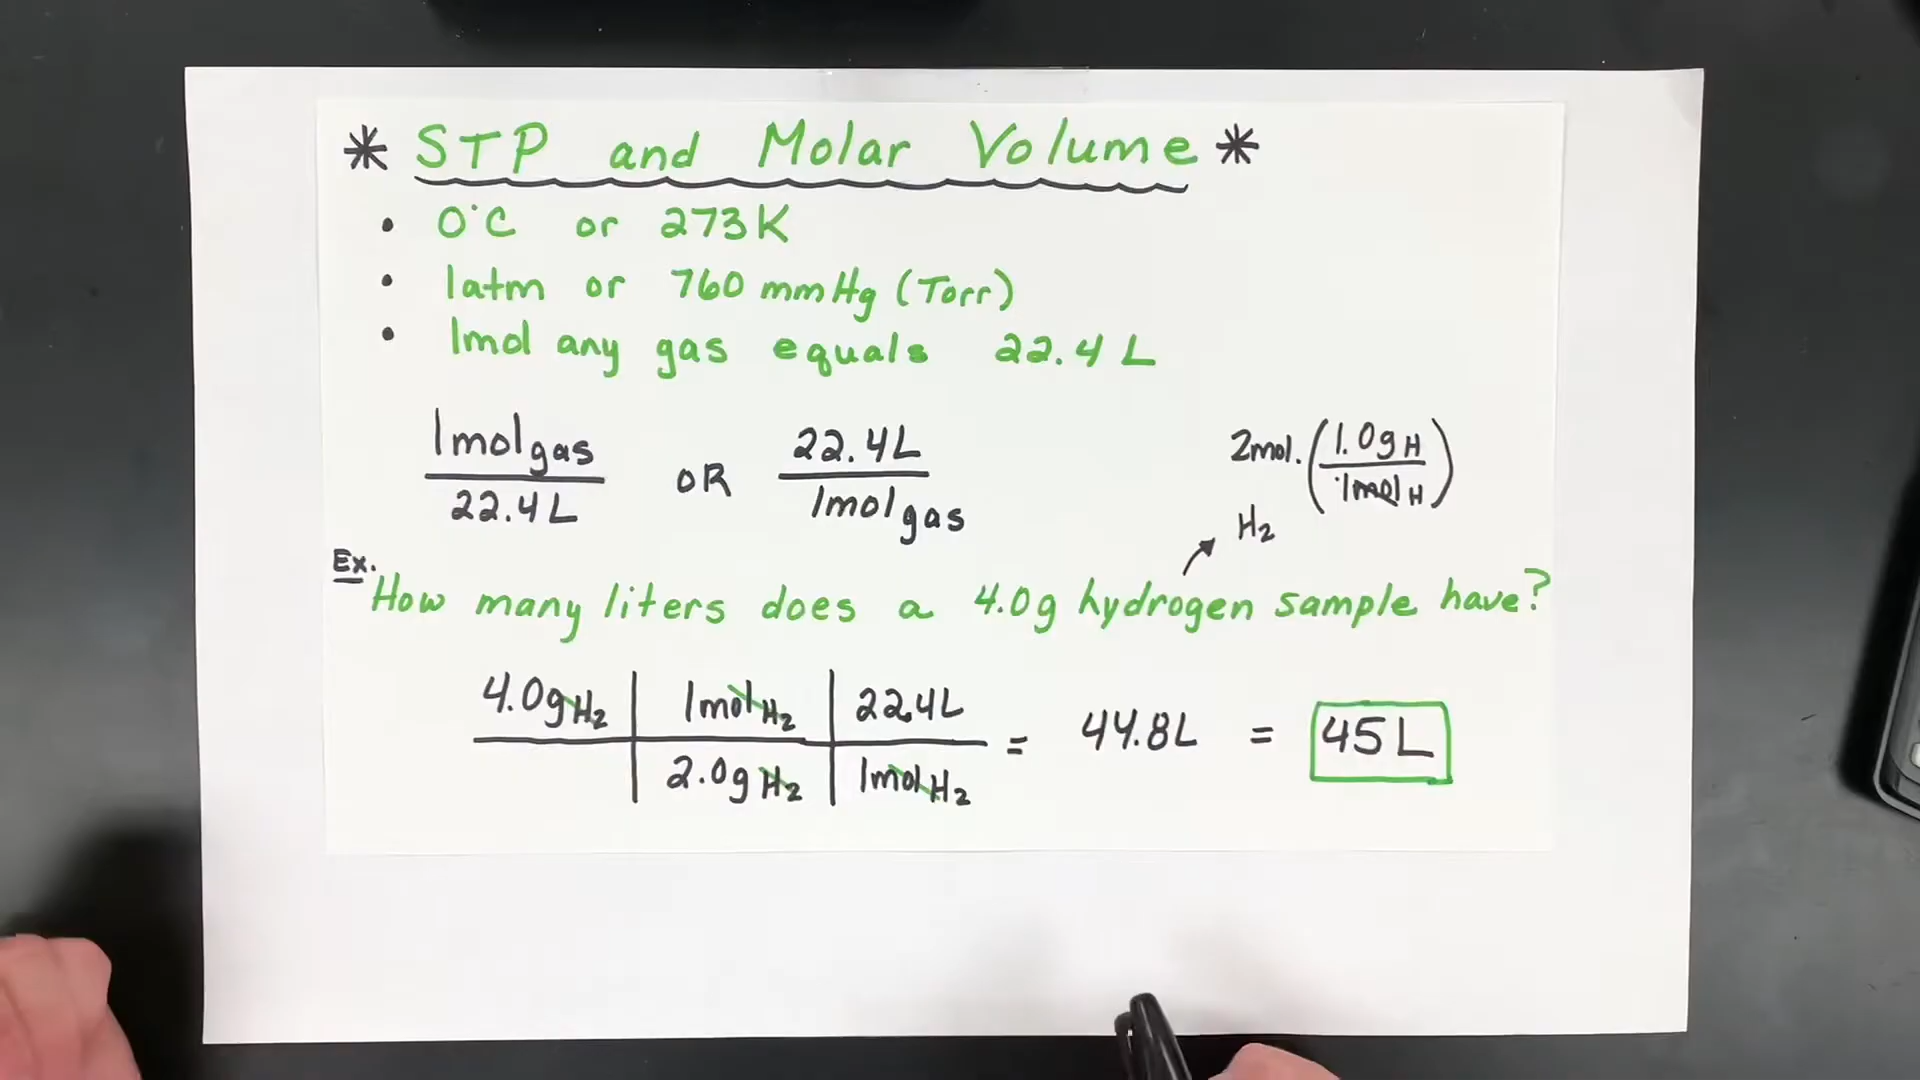 * STP and Molar Volume *
• 0°C or 273K
• 1atm or 760 mmHg (Torr)
• 1mol any gas equals 22.4 L
1mol gas / 22.4L OR 22.4L / 1mol gas
2mol. (1.0g H / 1mol H)
H₂
Ex. How many liters does a 4.0g hydrogen sample have?
4.0g H₂ | 1mol H₂ | 22.4L
2.0g H₂ | 1mol H₂ = 44.8L = 45L